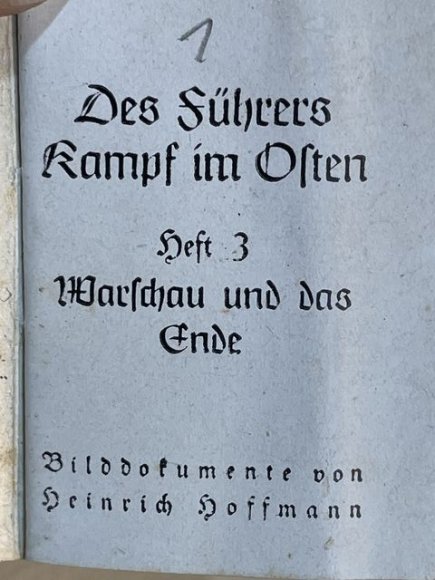 1
Des Führers
Kampf im Osten
Heft 3
Warschau und das
Ende
Bilddokumente von
Heinrich Hoffmann